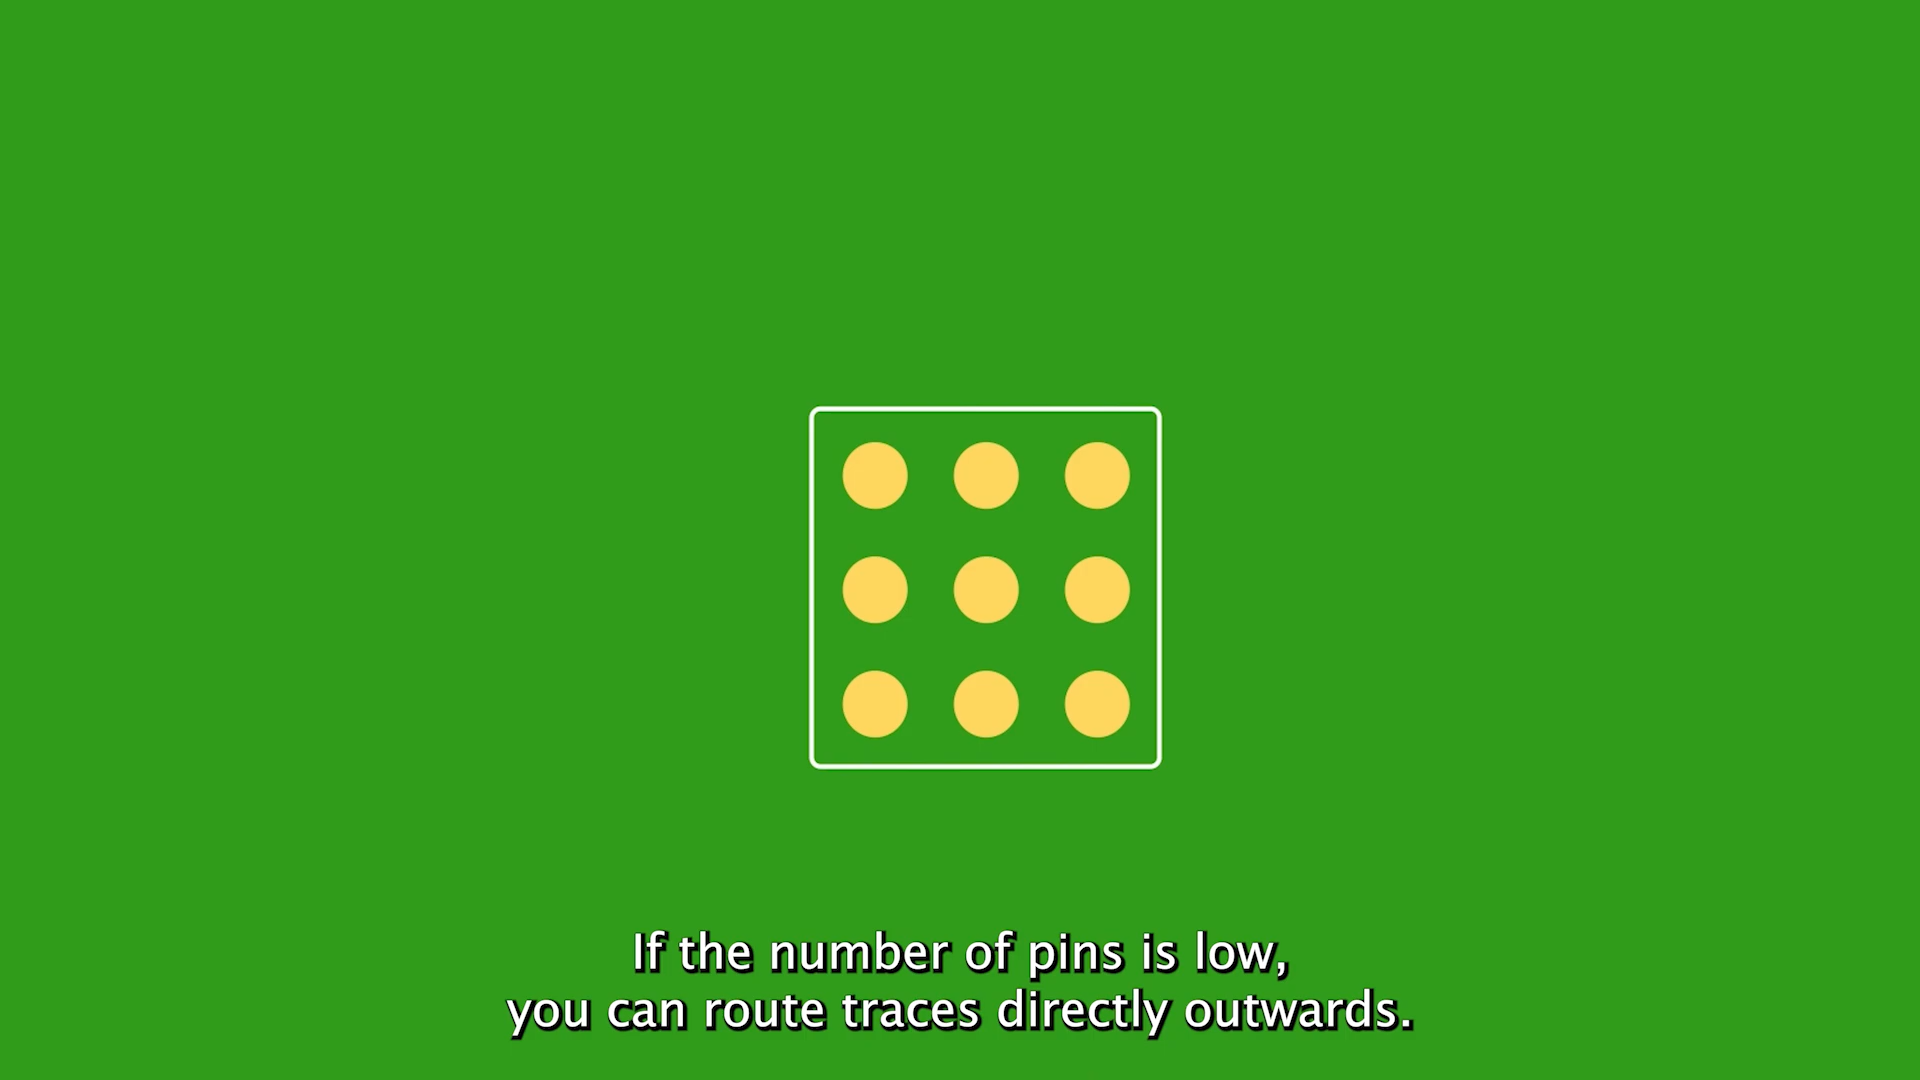 If the number of pins is low,
you can route traces directly outwards.